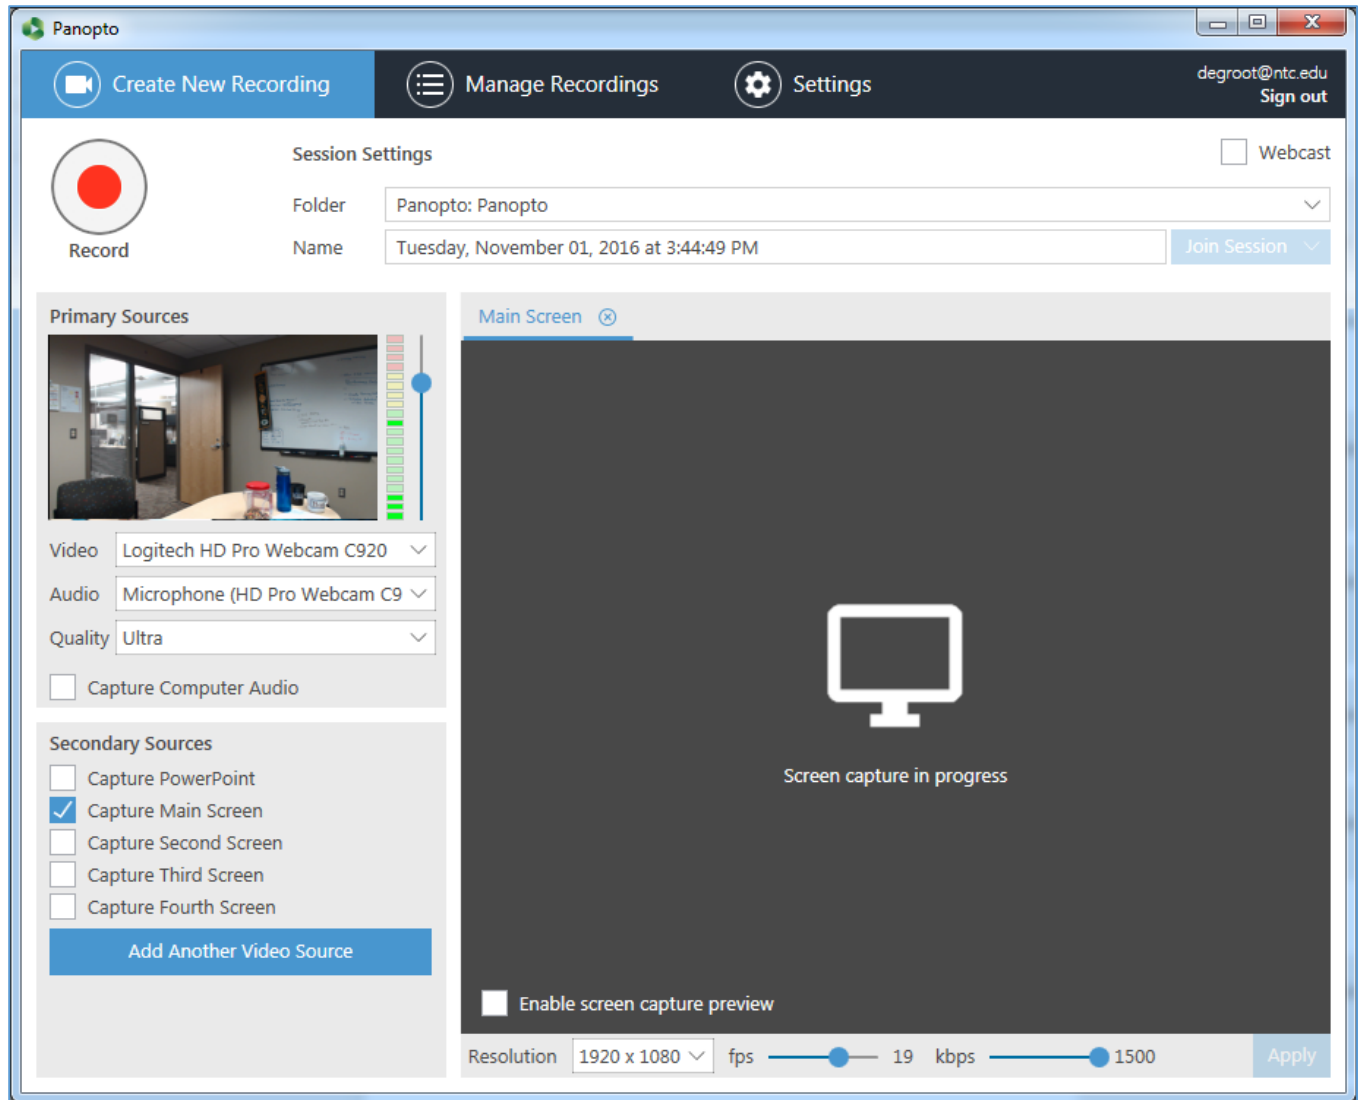 Panopto
Create New Recording
Manage Recordings
Settings
degroot@ntc.edu
Sign out
Record
Session Settings
Webcast
Folder
Panopto: Panopto
Name
Tuesday, November 01, 2016 at 3:44:49 PM
Join Session
Primary Sources
Video
Logitech HD Pro Webcam C920
Audio
Microphone (HD Pro Webcam C9
Quality
Ultra
Capture Computer Audio
Secondary Sources
Capture PowerPoint
Capture Main Screen
Capture Second Screen
Capture Third Screen
Capture Fourth Screen
Add Another Video Source
Main Screen
Screen capture in progress
Enable screen capture preview
Resolution
1920 x 1080
fps
19
kbps
1500
Apply